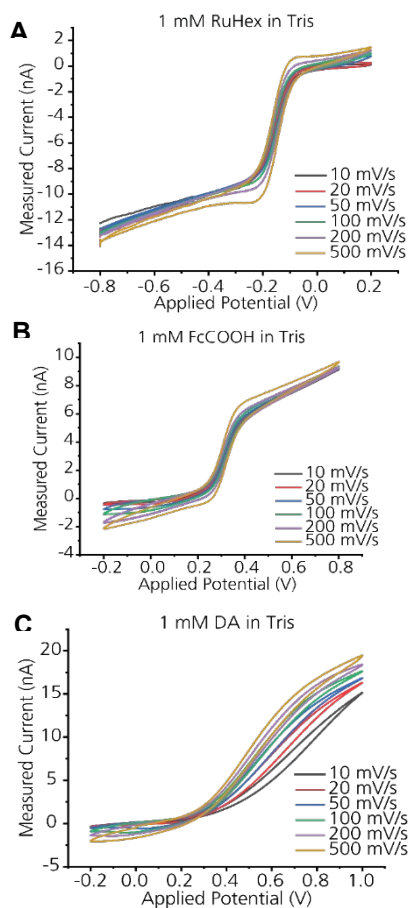 A
1 mM RuHex in Tris
2
0
-2
-4
-6
-8
-10
-12
-14
-16
Measured Current (nA)
10 mV/s
20 mV/s
50 mV/s
100 mV/s
200 mV/s
500 mV/s
-0.8 -0.6 -0.4 -0.2 0.0 0.2
Applied Potential (V)
B
1 mM FcCOOH in Tris
10
8
6
4
2
0
-2
-4
Measured Current (nA)
10 mV/s
20 mV/s
50 mV/s
100 mV/s
200 mV/s
500 mV/s
-0.2 0.0 0.2 0.4 0.6 0.8
Applied Potential (V)
C
1 mM DA in Tris
20
15
10
5
0
-5
Measured Current (nA)
10 mV/s
20 mV/s
50 mV/s
100 mV/s
200 mV/s
500 mV/s
-0.2 0.0 0.2 0.4 0.6 0.8 1.0
Applied Potential (V)